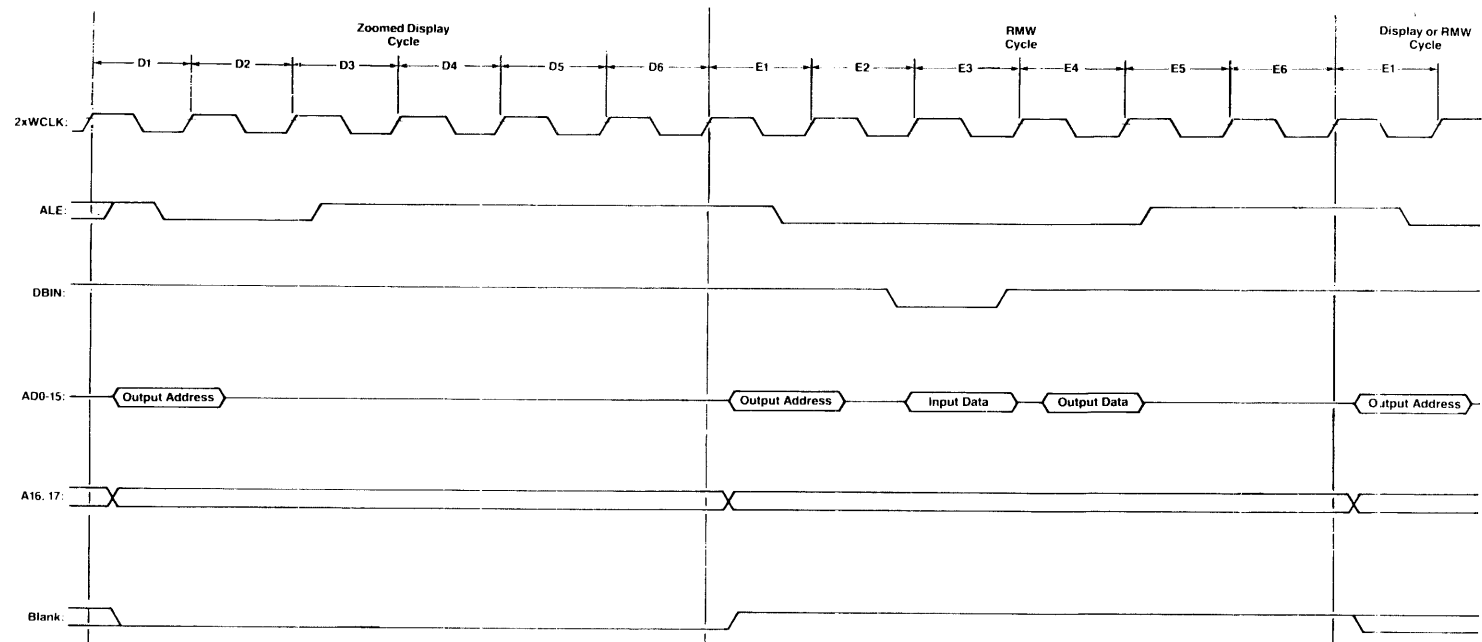 Zoomed Display
Cycle
RMW
Cycle
Display or RMW
Cycle
D1 D2 D3 D4 D5 D6 E1 E2 E3 E4 E5 E6 E1
2xWCLK:
ALE:
DBIN:
AD0-15: Output Address Output Address Input Data Output Data Output Address
A16, 17:
Blank: